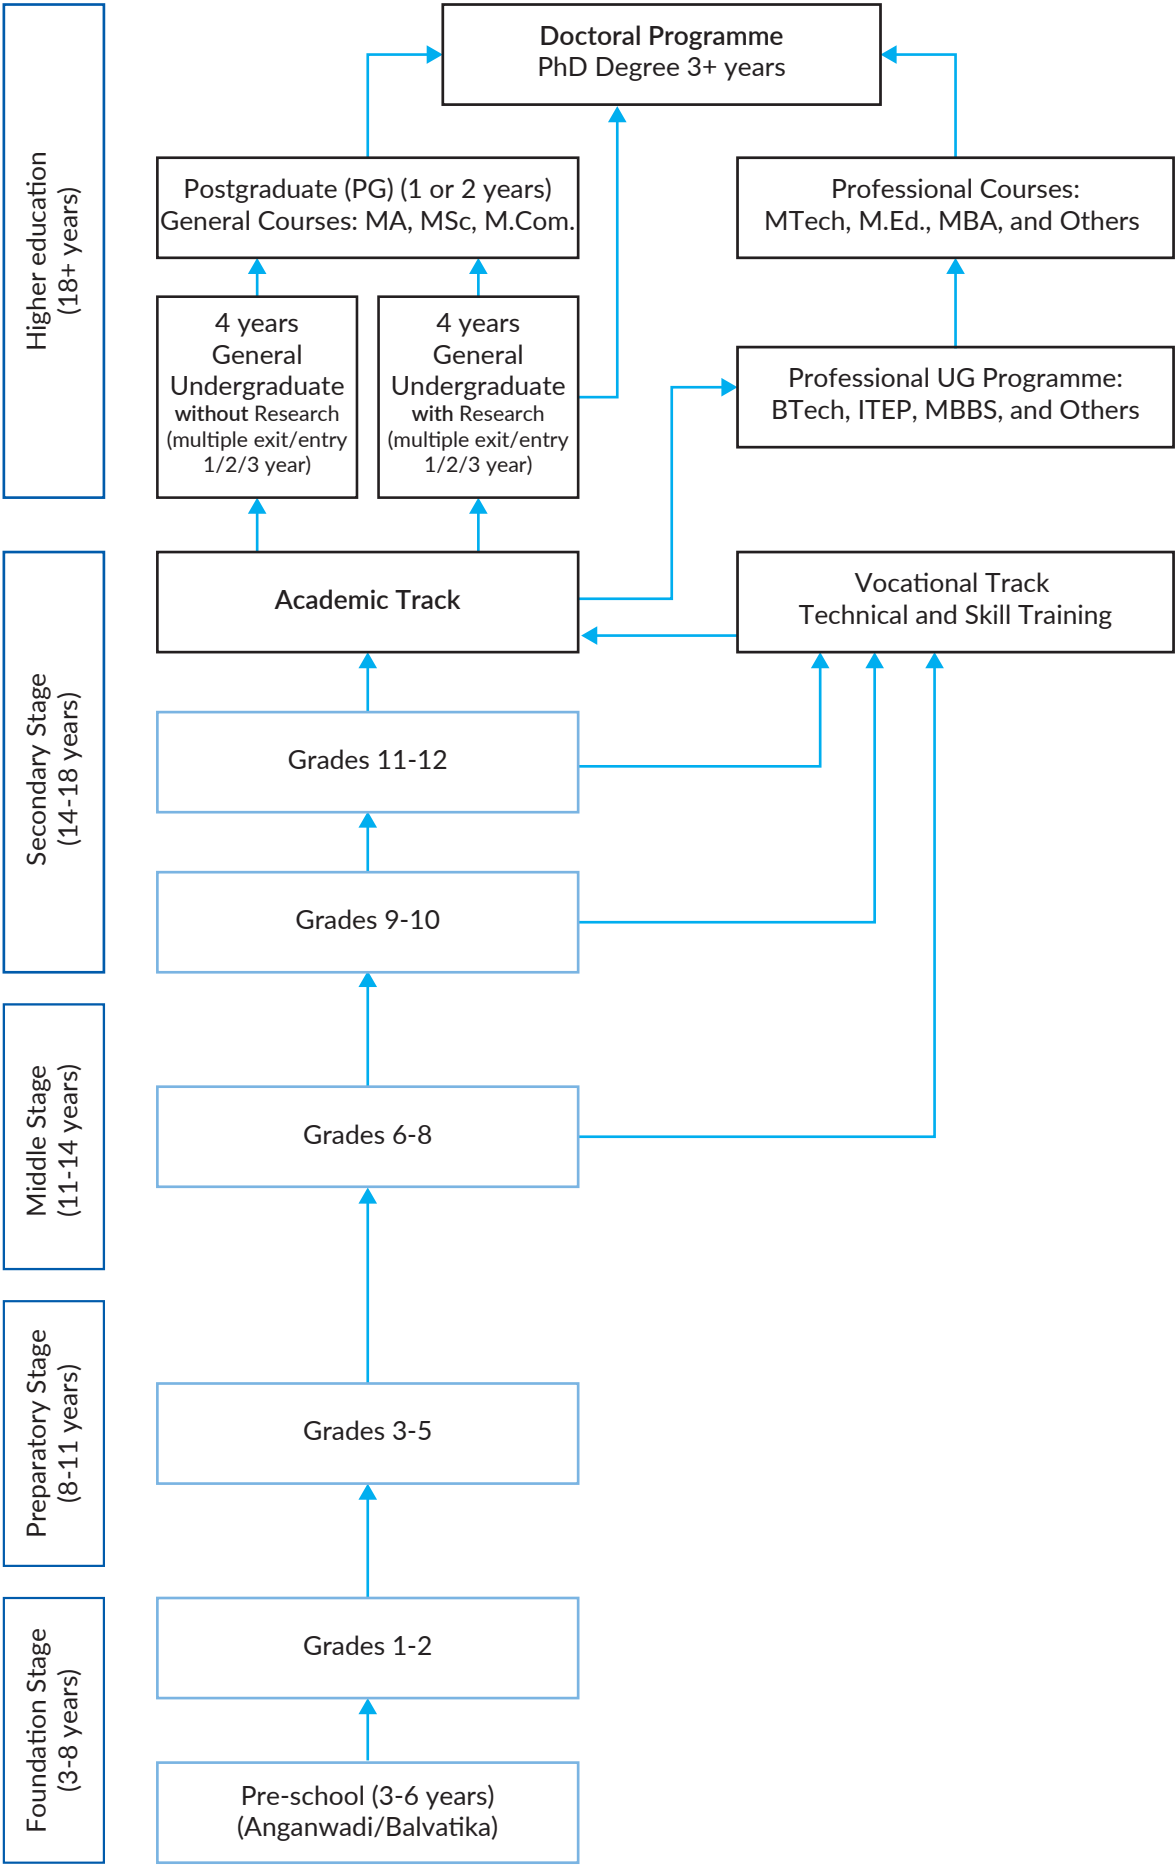 Doctoral Programme
PhD Degree 3+ years
Higher education
(18+ years)
Postgraduate (PG) (1 or 2 years)
General Courses: MA, MSc, M.Com.
Professional Courses:
MTech, M.Ed., MBA, and Others
4 years
General
Undergraduate
without Research
(multiple exit/entry
1/2/3 year)
4 years
General
Undergraduate
with Research
(multiple exit/entry
1/2/3 year)
Professional UG Programme:
BTech, ITEP, MBBS, and Others
Secondary Stage
(14-18 years)
Academic Track
Vocational Track
Technical and Skill Training
Grades 11-12
Grades 9-10
Middle Stage
(11-14 years)
Grades 6-8
Preparatory Stage
(8-11 years)
Grades 3-5
Foundation Stage
(3-8 years)
Grades 1-2
Pre-school (3-6 years)
(Anganwadi/Balvatika)